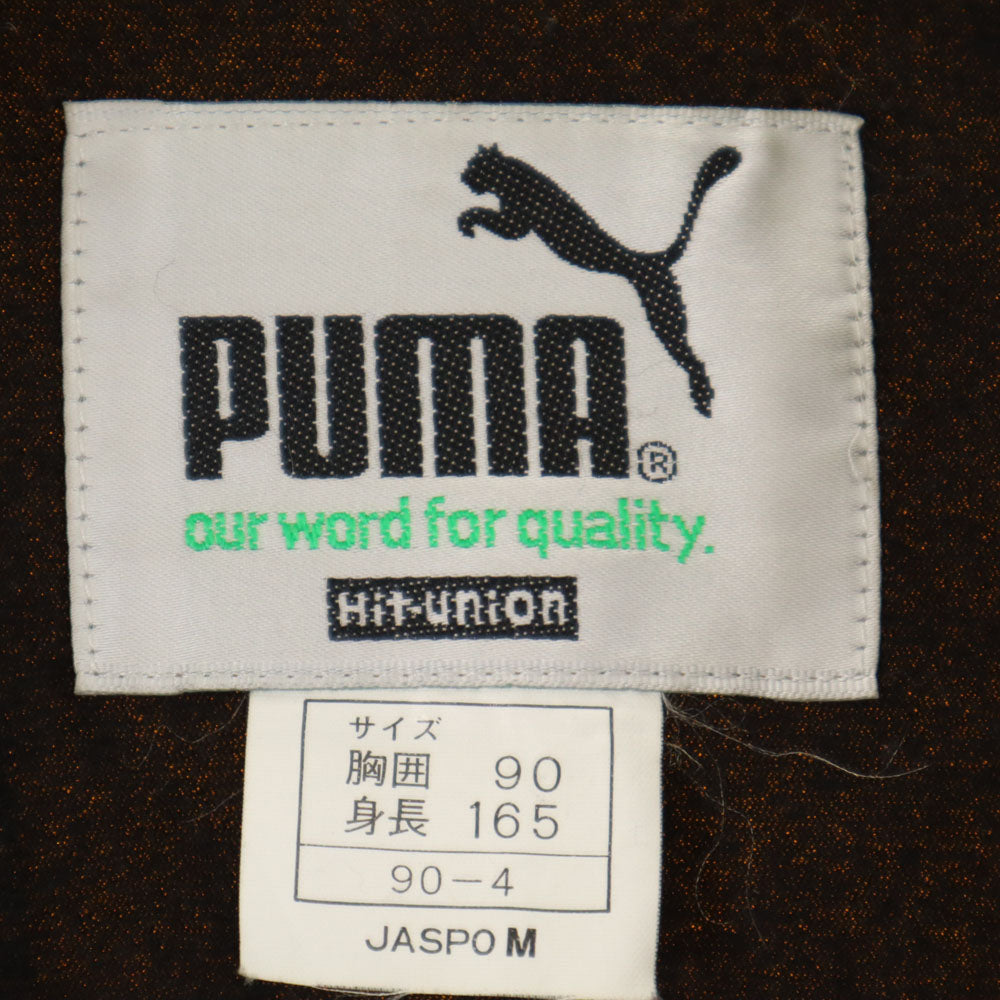 PUMA®
our word for quality.
Hit-union
サイズ
胸囲 90
身長 165
90-4
JASPO M